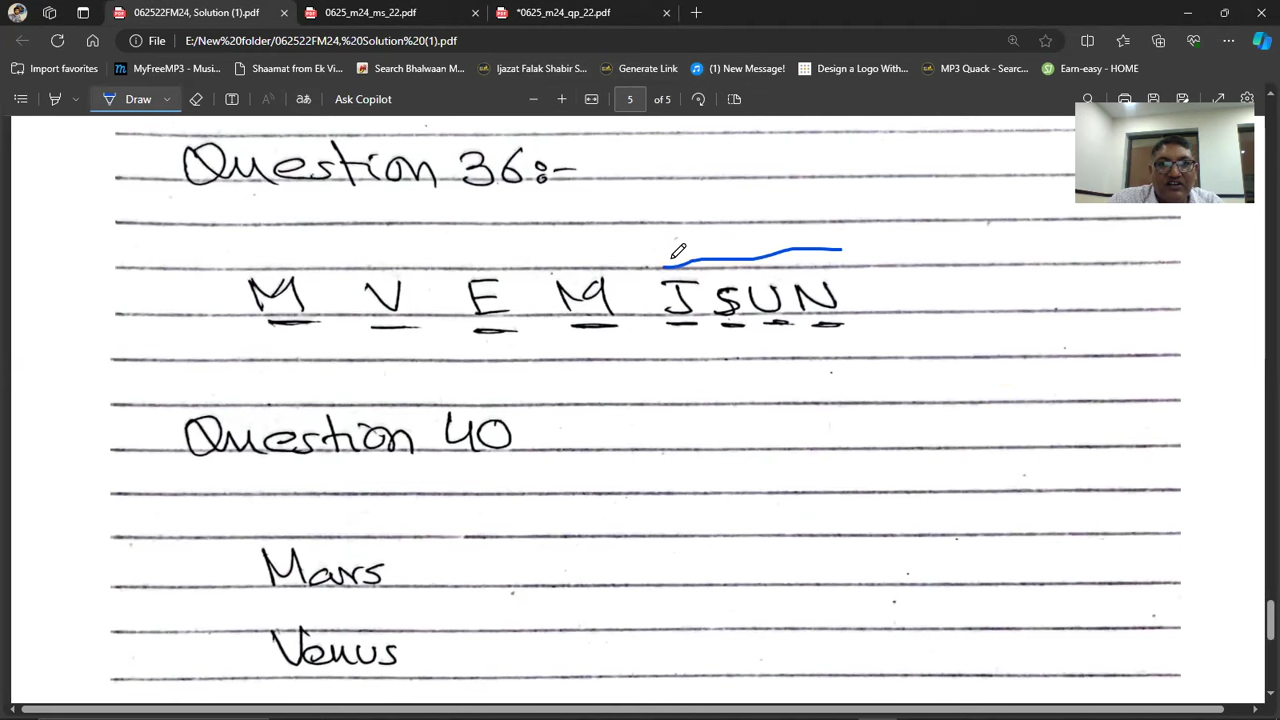 062522FM24, Solution (1).pdf
0625_m24_ms_22.pdf
*0625_m24_qp_22.pdf
File
E:/New%20folder/062522FM24,%20Solution%20(1).pdf
Import favorites
MyFreeMP3 - Musi...
Shaamat from Ek Vi...
Search Bhalwaan M...
Ijazat Falak Shabir S...
Generate Link
(1) New Message!
Design a Logo With...
MP3 Quack - Searc...
Earn-easy - EHOME
Draw
Ask Copilot
5 of 5
Question 36:-
M V E M J S U N
Question 40
Mars
Venus